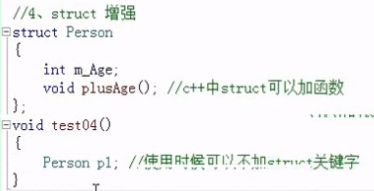 //4、struct 增强
struct Person
{
int m_Age;
void plusAge(); //c++中struct可以加函数
};
void test04()
{
Person p1; //使用时候可以不加struct关键字
}